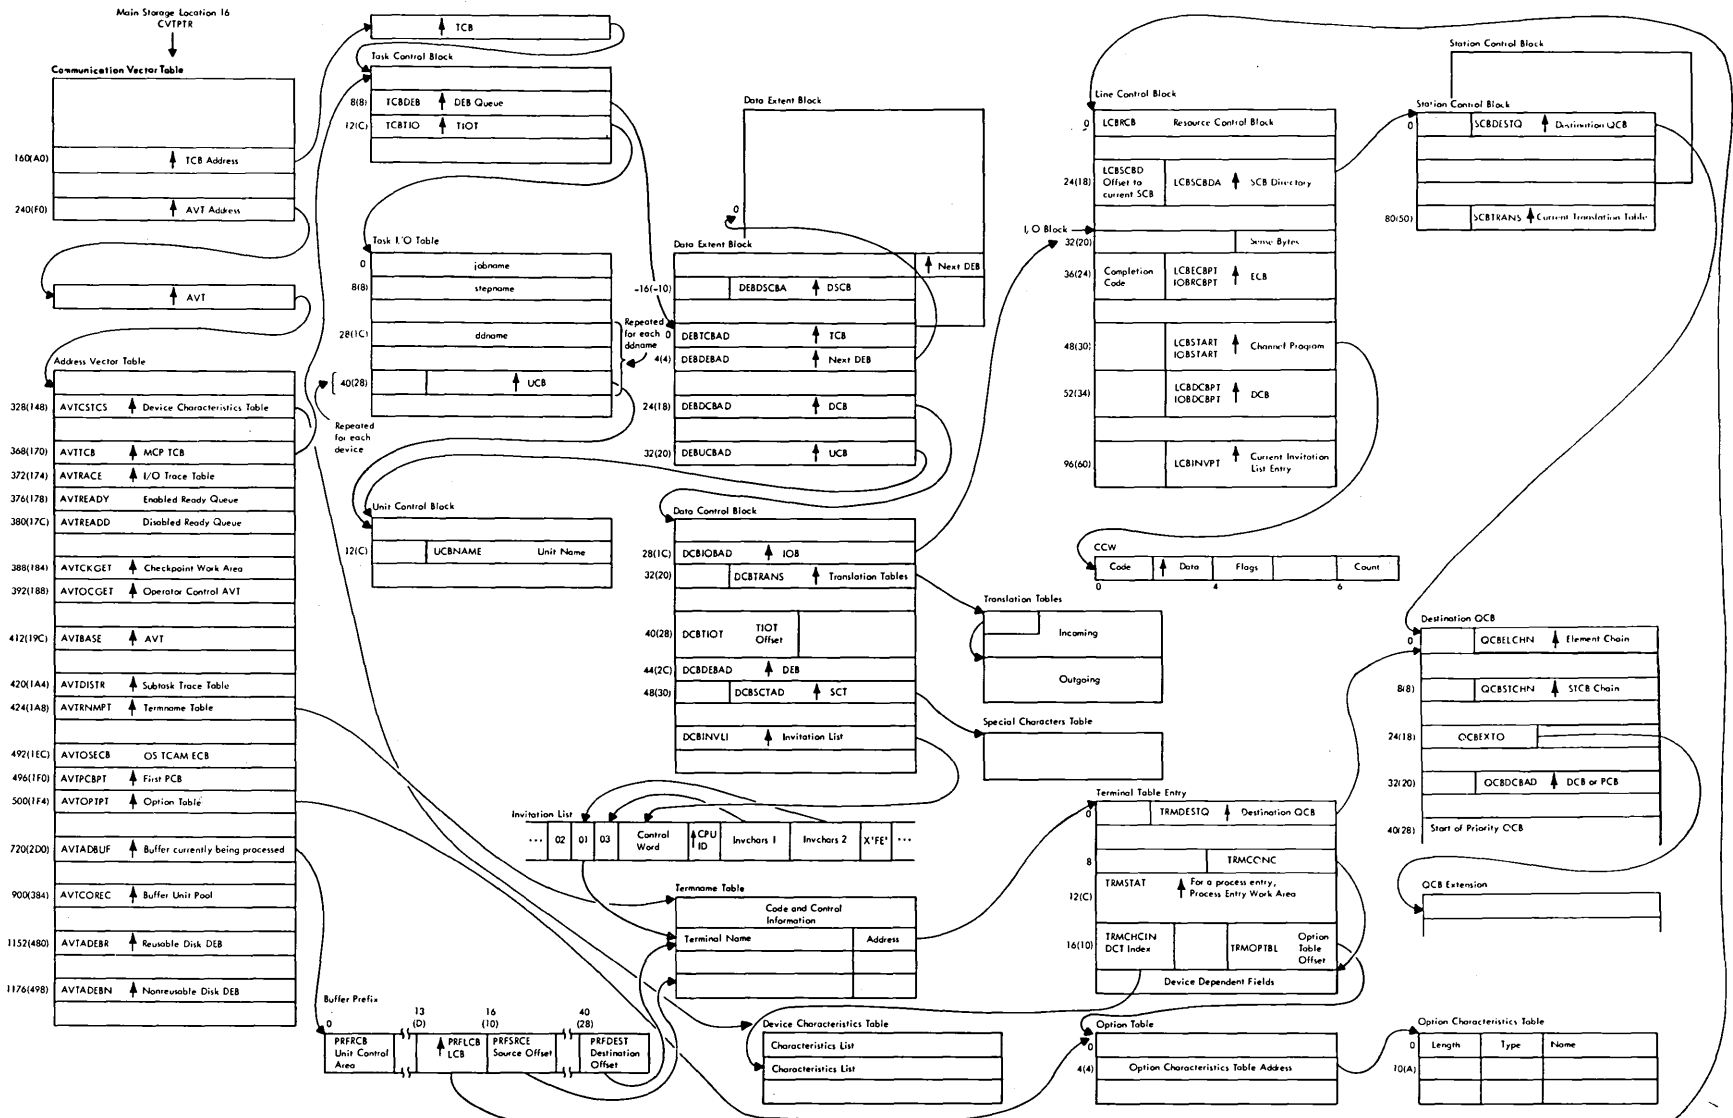 Main Storage Location 16
CVTPTR
Communication Vector Table
160(A0) ↑ TCB Address
240(F0) ↑ AVT Address
↑ AVT
Address Vector Table
328(148) AVTCSTCS ↑ Device Characteristics Table
368(170) AVTTCB ↑ MCP TCB
372(174) AVTRACE ↑ I/O Trace Table
376(178) AVTREADY Enabled Ready Queue
380(17C) AVTREADD Disabled Ready Queue
388(184) AVTCKGET ↑ Checkpoint Work Area
392(188) AVTOCGET ↑ Operator Control AVT
412(19C) AVTBASE ↑ AVT
420(1A4) AVTDISTR ↑ Subtask Trace Table
424(1A8) AVTRNMPT ↑ Termname Table
492(1EC) AVTOSECB OS TCAM ECB
496(1F0) AVTPCBPT ↑ First PCB
500(1F4) AVTOPTPT ↑ Option Table
720(2D0) AVTADBUF ↑ Buffer currently being processed
900(384) AVTCOREC ↑ Buffer Unit Pool
1152(480) AVTADEBR ↑ Reusable Disk DEB
1176(498) AVTADEBN ↑ Nonreusable Disk DEB
↑ TCB
Task Control Block
8(8) TCBDEB ↑ DEB Queue
12(C) TCBTIO ↑ TIOT
Task I/O Table
0 jobname
8(8) stepname
28(1C) ddname
40(28) ↑ UCB
Repeated
for each
ddname
Repeated
for each
device
Unit Control Block
12(C) UCBNAME Unit Name
Data Extent Block
0
↑ Next DEB
Data Extent Block
-16(-10) DEBDSCBA ↑ DSCB
0 DEBTCBAD ↑ TCB
4(4) DEBDEBAD ↑ Next DEB
24(18) DEBDCBAD ↑ DCB
32(20) DEBUCBAD ↑ UCB
Data Control Block
28(1C) DCBIOBAD ↑ IOB
32(20) DCBTRANS ↑ Translation Tables
40(28) DCBTIOT TIOT
Offset
44(2C) DCBDEBAD ↑ DEB
48(30) DCBSCTAD ↑ SCT
DCBINVLI ↑ Invitation List
Translation Tables
Incoming
Outgoing
Special Characters Table
Invitation List
... 02 01 03 Control
Word ↑ CPU
ID Invchars 1 Invchars 2 X'FE' ...
Termname Table
Code and Control
Information
Terminal Name Address
Buffer Prefix
0 13
(D) 16
(10) 40
(28)
PRFRCB
Unit Control
Area
↑ PRFLCB
LCB
PRFSRCE
Source Offset
PRFDEST
Destination
Offset
Device Characteristics Table
Characteristics List
Characteristics List
Line Control Block
0 LCBRCB Resource Control Block
24(18) LCBSCBD
Offset to
current SCB
LCBSCBDA ↑ SCB Directory
I/O Block
32(20) Sense Bytes
36(24) Completion
Code
LCBECBPT
IOBRCBPT ↑ ECB
48(30) LCBSTART
IOBSTART ↑ Channel Program
52(34) LCBDCBPT
IOBDCBPT ↑ DCB
96(60) LCBINVPT ↑ Current Invitation
List Entry
CCW
Code ↑ Data Flags Count
0 4 6
Station Control Block
Station Control Block
0 SCBDESTQ ↑ Destination QCB
80(50) SCBTRANS ↑ Current Translation Table
Destination QCB
0 QCBELCHN ↑ Element Chain
8(8) QCBSTCHN ↑ STCB Chain
24(18) QCBEXTO
32(20) QCBDCBAD ↑ DCB or PCB
40(28) Start of Priority QCB
QCB Extension
Terminal Table Entry
0 TRMDESTQ ↑ Destination QCB
8 TRMCONC
12(C) TRMSTAT ↑ For a process entry,
Process Entry Work Area
16(10) TRMCHCIN
DCT Index
TRMOPTBL Option
Table
Offset
Device Dependent Fields
Option Table
0
4(4) Option Characteristics Table Address
Option Characteristics Table
0 Length Type Name
10(A)